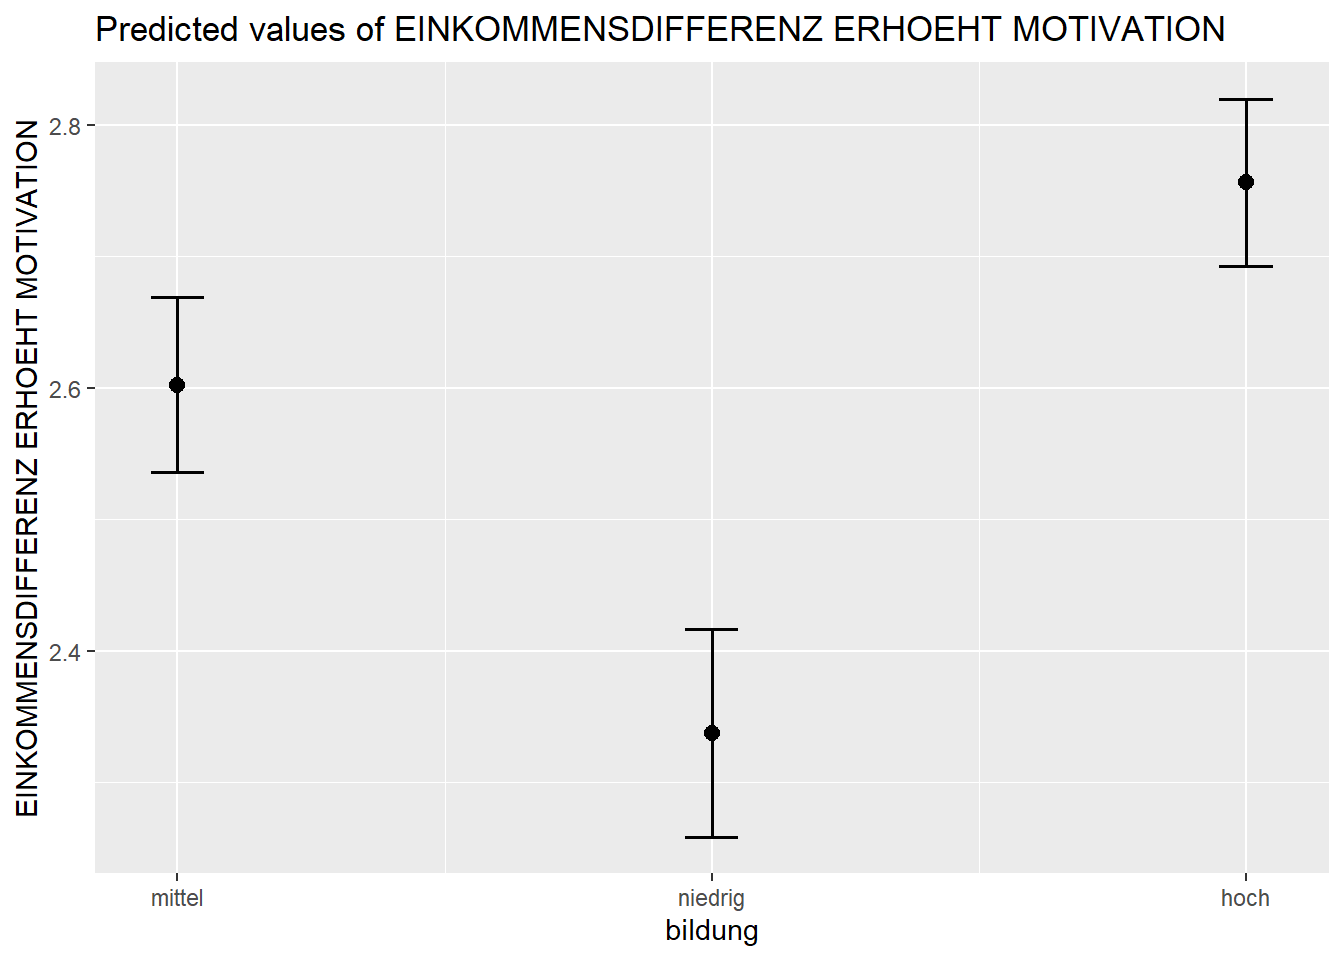 Predicted values of EINKOMMENSDIFFERENZ ERHOEHT MOTIVATION
EINKOMMENSDIFFERENZ ERHOEHT MOTIVATION
2.8
2.6
2.4
mittel niedrig hoch
bildung